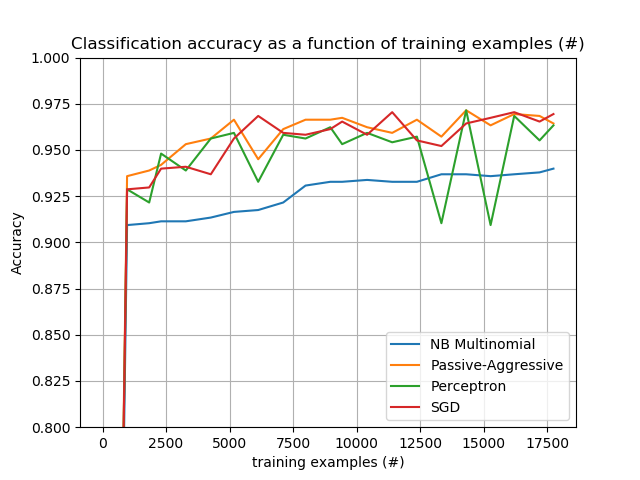 Classification accuracy as a function of training examples (#)
1.000
0.975
0.950
0.925
0.900
0.875
0.850
0.825
0.800
Accuracy
NB Multinomial
Passive-Aggressive
Perceptron
SGD
0 2500 5000 7500 10000 12500 15000 17500
training examples (#)